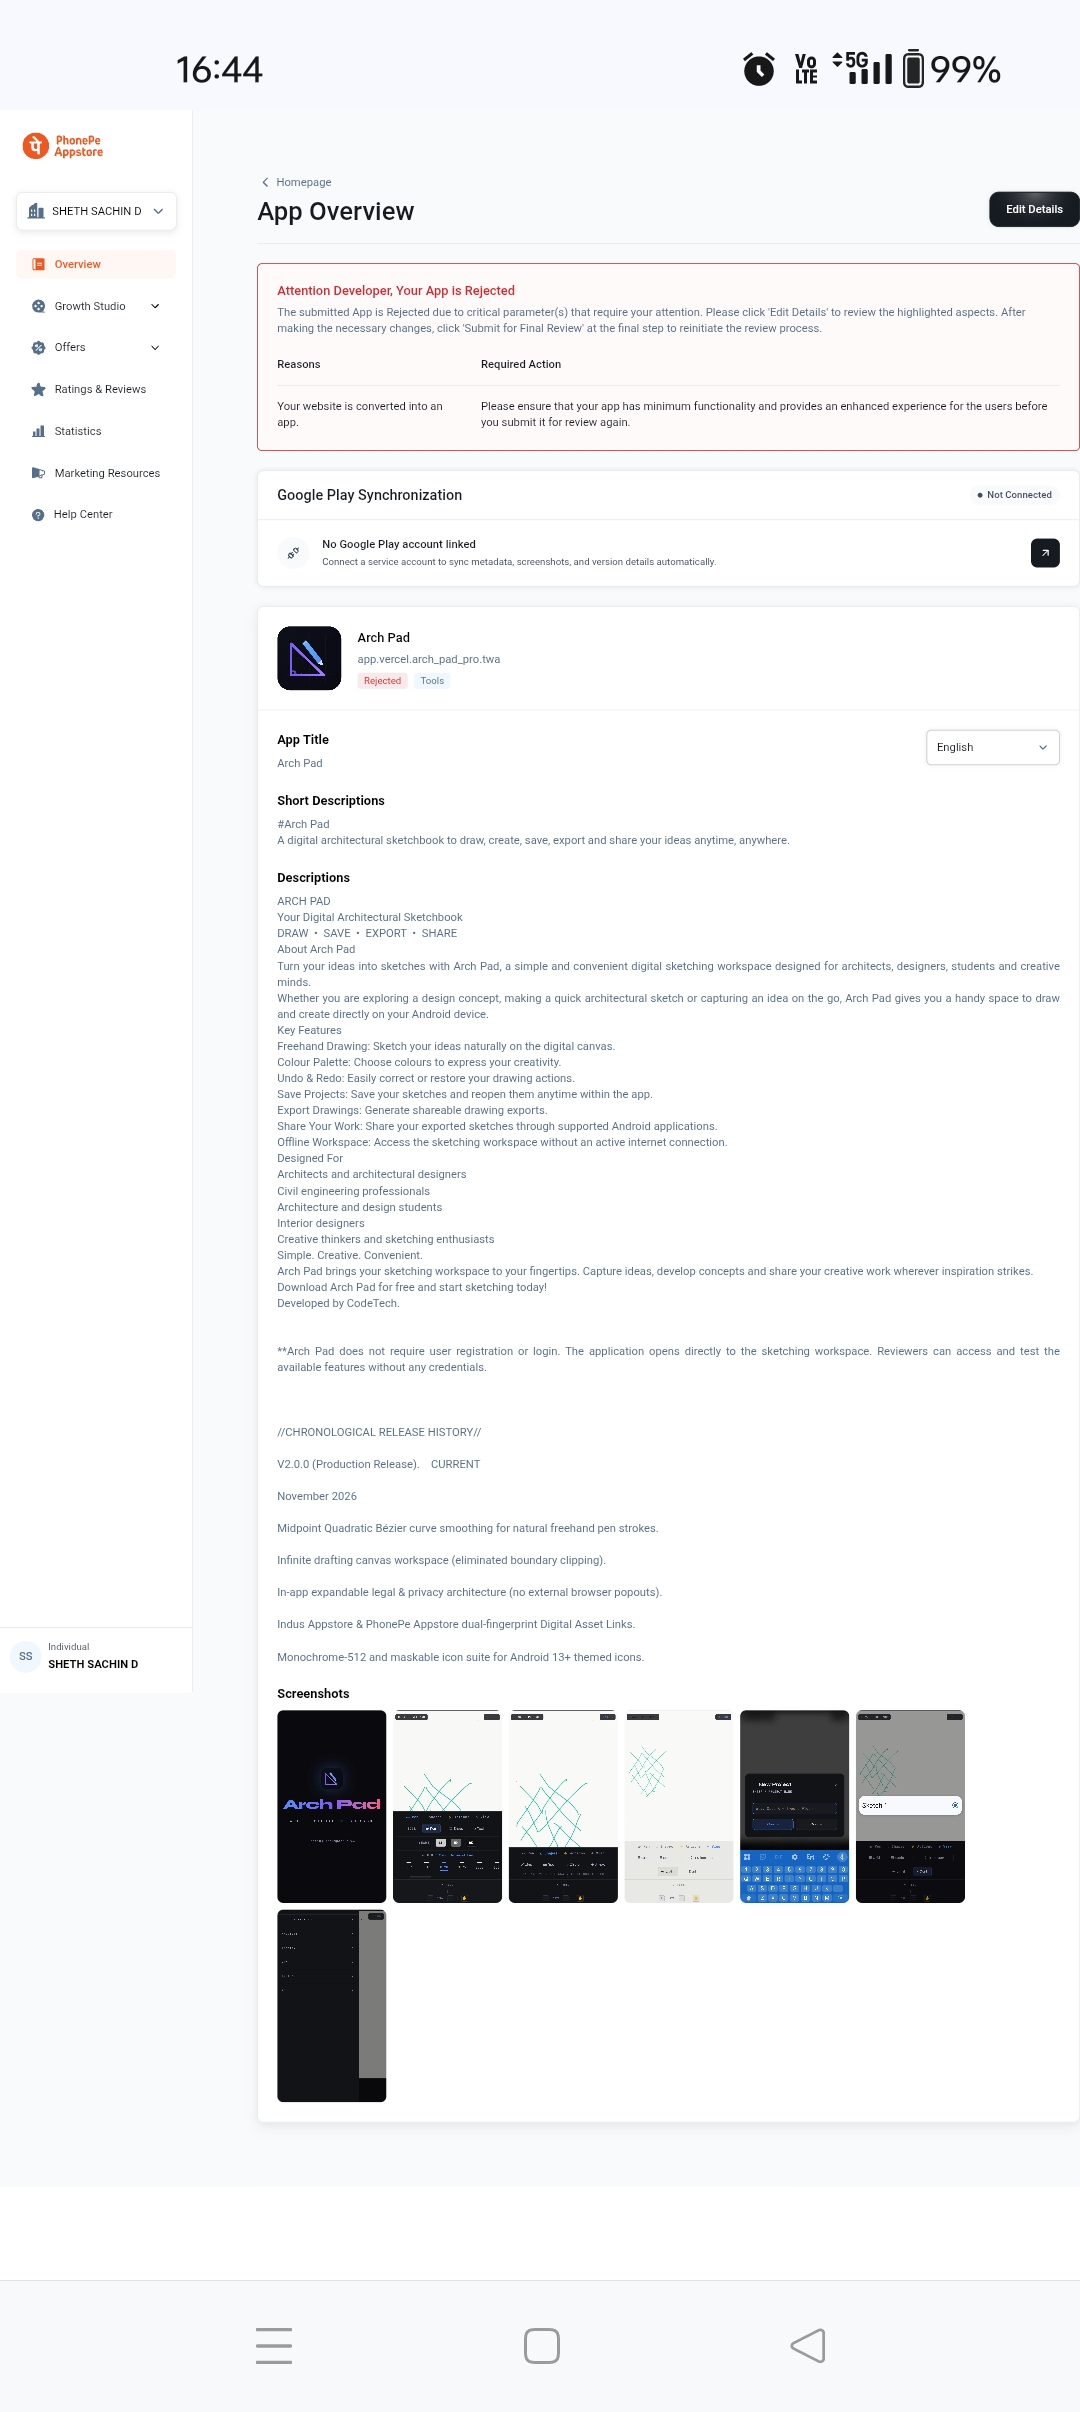 16:44
Vo LTE 5G 99%
PhonePe
Appstore
SHETH SACHIN D
Overview
Growth Studio
Offers
Ratings & Reviews
Statistics
Marketing Resources
Help Center
Individual
SS
SHETH SACHIN D
Homepage
App Overview
Edit Details
Attention Developer, Your App is Rejected
The submitted App is Rejected due to critical parameter(s) that require your attention. Please click 'Edit Details' to review the highlighted aspects. After
making the necessary changes, click 'Submit for Final Review' at the final step to reinitiate the review process.
Reasons
Required Action
Your website is converted into an
app.
Please ensure that your app has minimum functionality and provides an enhanced experience for the users before
you submit it for review again.
Google Play Synchronization
Not Connected
No Google Play account linked
Connect a service account to sync metadata, screenshots, and version details automatically.
Arch Pad
app.vercel.arch_pad_pro.twa
Rejected
Tools
App Title
English
Arch Pad
Short Descriptions
#Arch Pad
A digital architectural sketchbook to draw, create, save, export and share your ideas anytime, anywhere.
Descriptions
ARCH PAD
Your Digital Architectural Sketchbook
DRAW • SAVE • EXPORT • SHARE
About Arch Pad
Turn your ideas into sketches with Arch Pad, a simple and convenient digital sketching workspace designed for architects, designers, students and creative
minds.
Whether you are exploring a design concept, making a quick architectural sketch or capturing an idea on the go, Arch Pad gives you a handy space to draw
and create directly on your Android device.
Key Features
Freehand Drawing: Sketch your ideas naturally on the digital canvas.
Colour Palette: Choose colours to express your creativity.
Undo & Redo: Easily correct or restore your drawing actions.
Save Projects: Save your sketches and reopen them anytime within the app.
Export Drawings: Generate shareable drawing exports.
Share Your Work: Share your exported sketches through supported Android applications.
Offline Workspace: Access the sketching workspace without an active internet connection.
Designed For
Architects and architectural designers
Civil engineering professionals
Architecture and design students
Interior designers
Creative thinkers and sketching enthusiasts
Simple. Creative. Convenient.
Arch Pad brings your sketching workspace to your fingertips. Capture ideas, develop concepts and share your creative work wherever inspiration strikes.
Download Arch Pad for free and start sketching today!
Developed by CodeTech.
**Arch Pad does not require user registration or login. The application opens directly to the sketching workspace. Reviewers can access and test the
available features without any credentials.
//CHRONOLOGICAL RELEASE HISTORY//
V2.0.0 (Production Release). CURRENT
November 2026
Midpoint Quadratic Bézier curve smoothing for natural freehand pen strokes.
Infinite drafting canvas workspace (eliminated boundary clipping).
In-app expandable legal & privacy architecture (no external browser popouts).
Indus Appstore & PhonePe Appstore dual-fingerprint Digital Asset Links.
Monochrome-512 and maskable icon suite for Android 13+ themed icons.
Screenshots
Arch Pad
New Project
Sketch 1